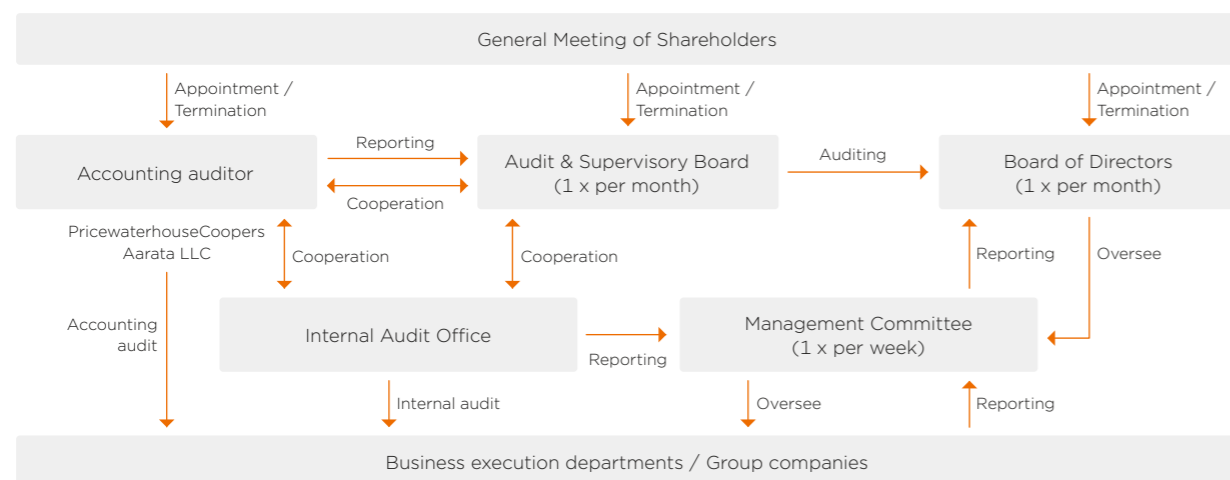 General Meeting of Shareholders
Appointment /
Termination
Appointment /
Termination
Appointment /
Termination
Accounting auditor
Reporting
Cooperation
Audit & Supervisory Board
(1 x per month)
Auditing
Board of Directors
(1 x per month)
PricewaterhouseCoopers
Aarata LLC
Cooperation
Cooperation
Reporting
Oversee
Accounting
audit
Internal Audit Office
Reporting
Management Committee
(1 x per week)
Internal audit
Oversee
Reporting
Business execution departments / Group companies